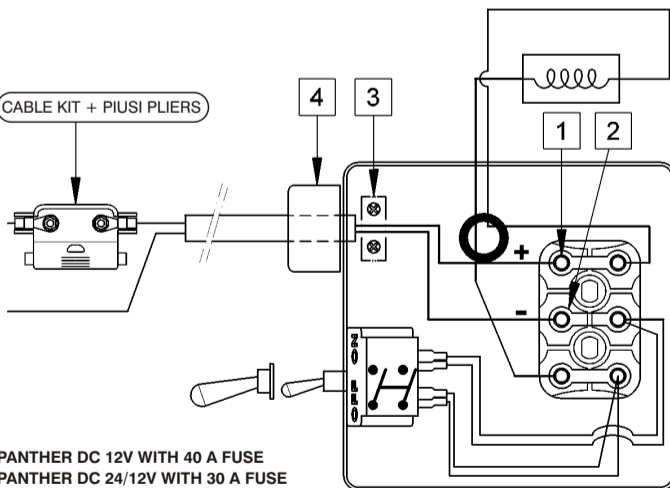 CABLE KIT + PIUSI PLIERS
4
3
1
2
+
-
ON
OFF
PANTHER DC 12V WITH 40 A FUSE
PANTHER DC 24/12V WITH 30 A FUSE